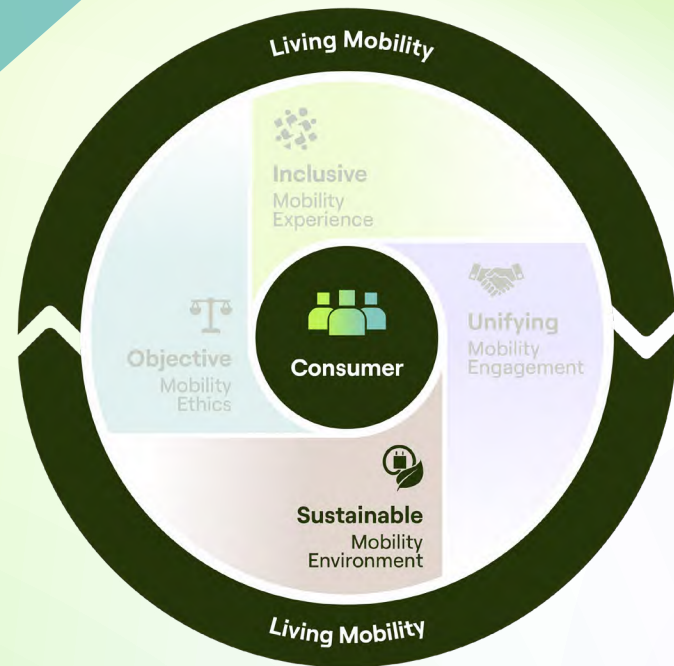 Living Mobility
Inclusive
Mobility
Experience
Unifying
Mobility
Engagement
Objective
Mobility
Ethics
Consumer
Sustainable
Mobility
Environment
Living Mobility